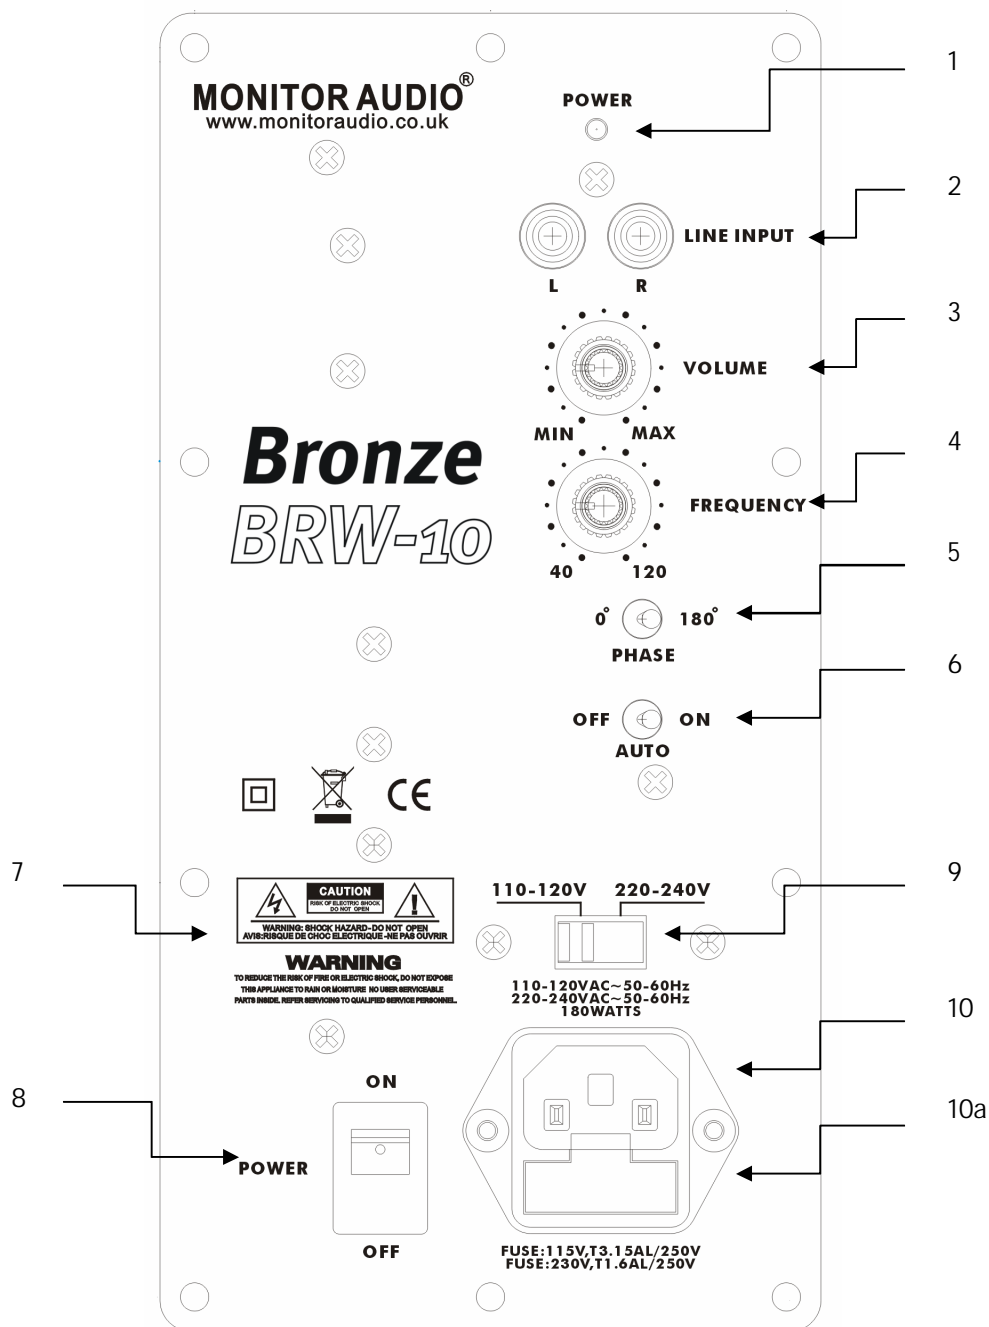 MONITOR AUDIO®
www.monitoraudio.co.uk
POWER
1
LINE INPUT
2
L R
VOLUME
3
MIN MAX
Bronze
BRW-10
FREQUENCY
4
40 120
0° 180°
5
PHASE
OFF ON
6
AUTO
CE
7
CAUTION
RISK OF ELECTRIC SHOCK
DO NOT OPEN
WARNING: SHOCK HAZARD-DO NOT OPEN
AVIS:RISQUE DE CHOC ELECTRIQUE -NE PAS OUVRIR
WARNING
TO REDUCE THE RISK OF FIRE OR ELECTRIC SHOCK, DO NOT EXPOSE
THIS APPLIANCE TO RAIN OR MOISTURE NO USER SERVICEABLE
PARTS INSIDE. REFER SERVICING TO QUALIFIED SERVICE PERSONNEL.
110-120V 220-240V
9
110-120VAC~50-60Hz
220-240VAC~50-60Hz
180WATTS
10
8
ON
POWER
OFF
10a
FUSE:115V,T3.15AL/250V
FUSE:230V,T1.6AL/250V